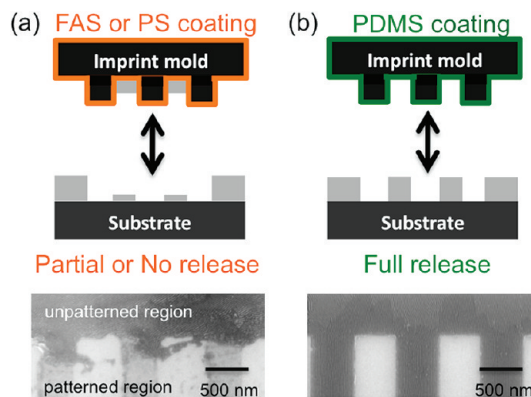 (a) FAS or PS coating
Imprint mold
Substrate
Partial or No release
unpatterned region
patterned region
500 nm
(b) PDMS coating
Imprint mold
Substrate
Full release
500 nm